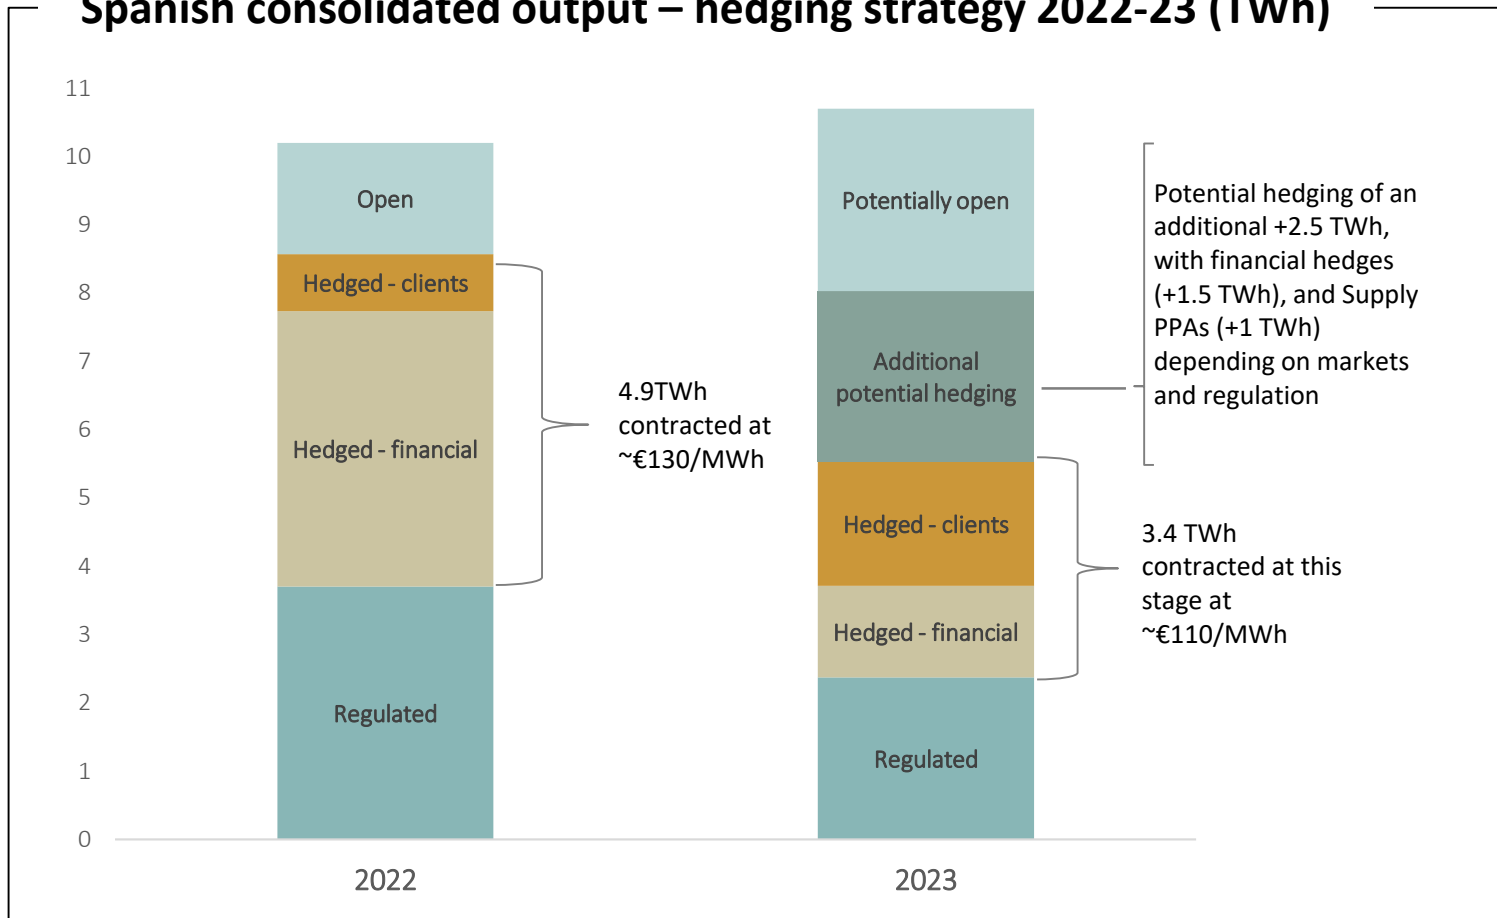 Spanish consolidated output – hedging strategy 2022-23 (TWh)
11
10
9
8
7
6
5
4
3
2
1
0
Open
Hedged - clients
Hedged - financial
Regulated
4.9TWh
contracted at
~€130/MWh
Potentially open
Additional
potential hedging
Hedged - clients
Hedged - financial
Regulated
Potential hedging of an
additional +2.5 TWh,
with financial hedges
(+1.5 TWh), and Supply
PPAs (+1 TWh)
depending on markets
and regulation
3.4 TWh
contracted at this
stage at
~€110/MWh
2022
2023